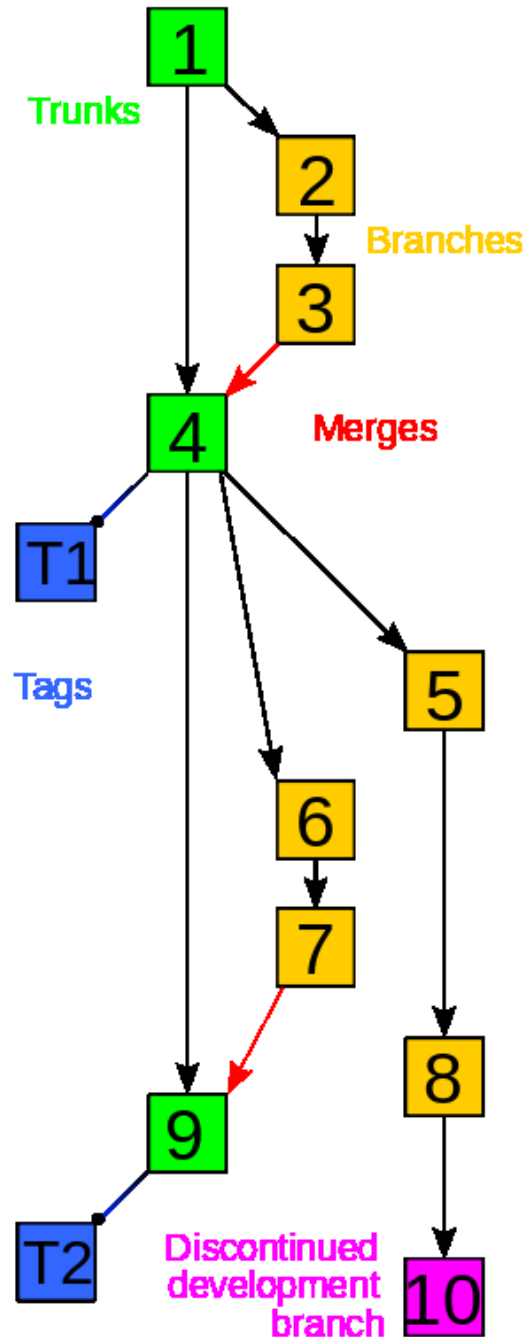 1
Trunks
2
Branches
3
4
Merges
T1
5
Tags
6
7
8
9
T2
Discontinued
development
branch
10